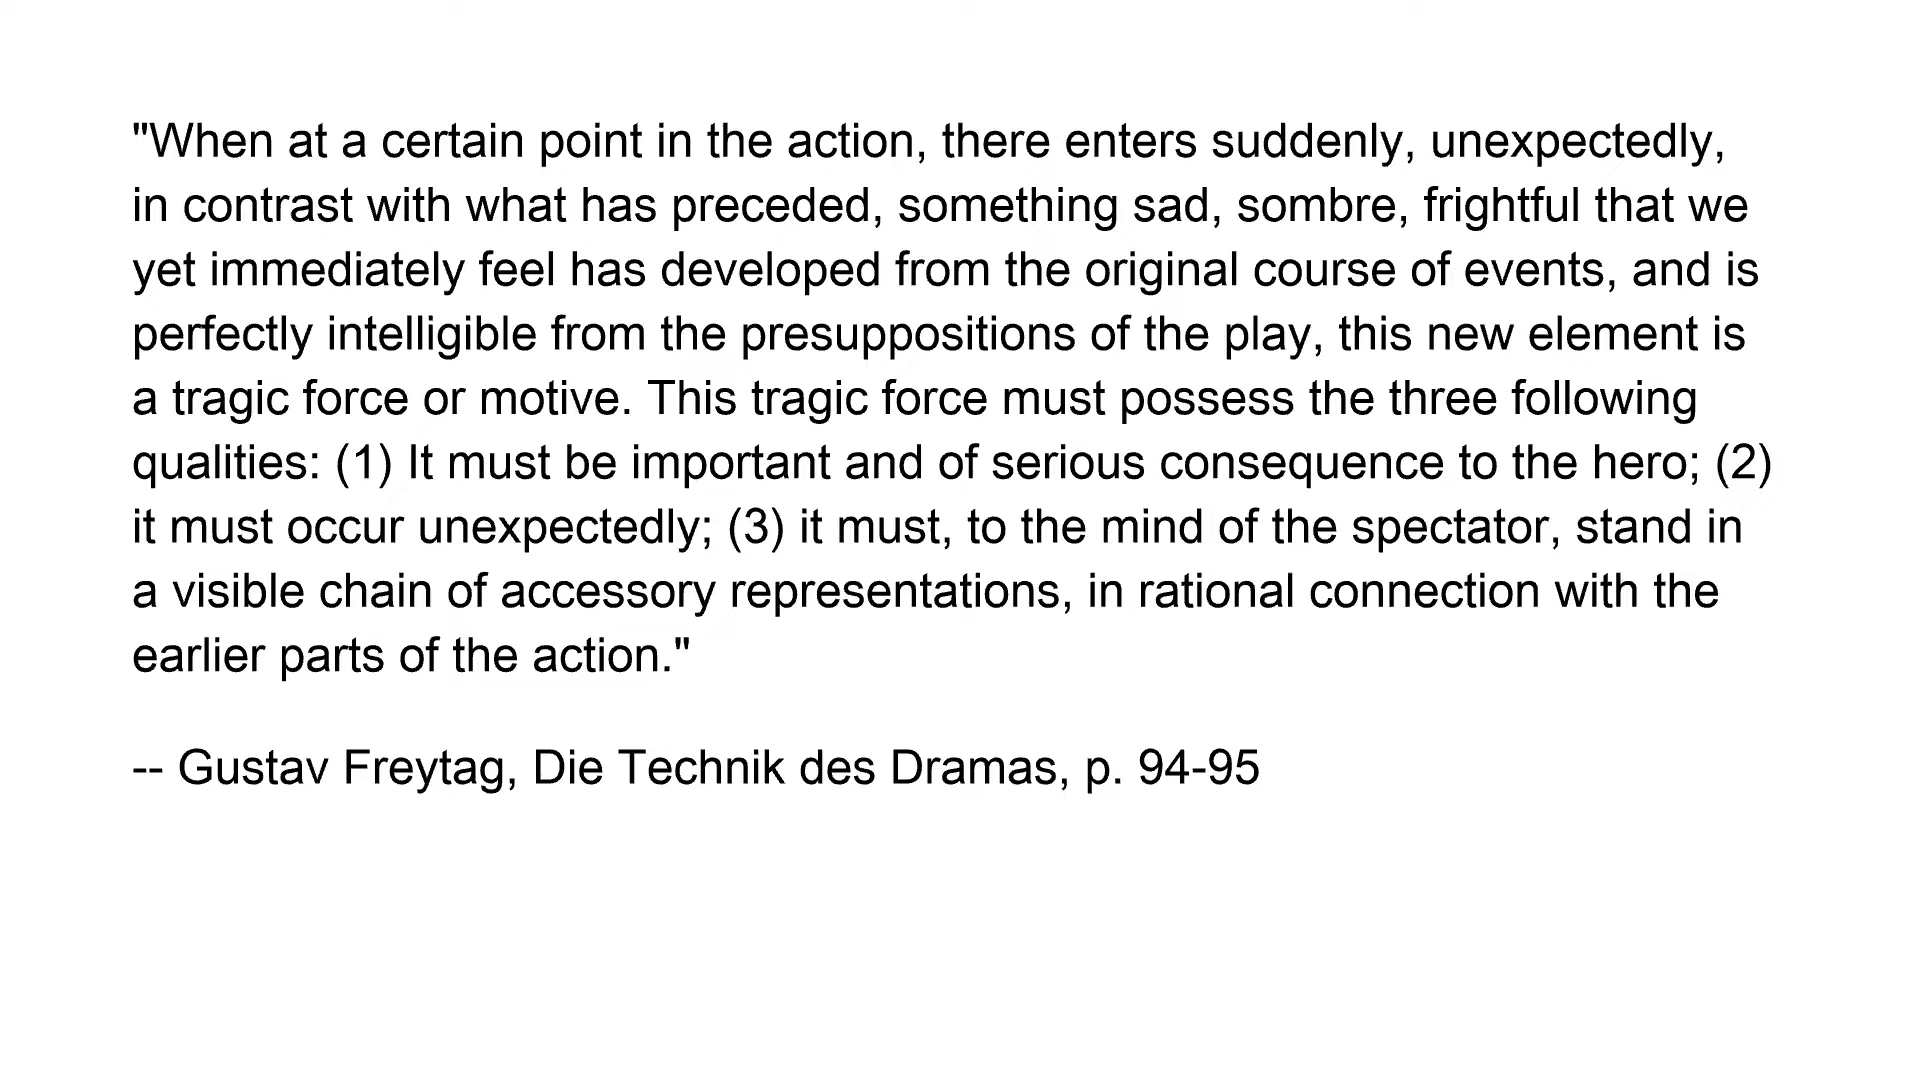 "When at a certain point in the action, there enters suddenly, unexpectedly,
in contrast with what has preceded, something sad, sombre, frightful that we
yet immediately feel has developed from the original course of events, and is
perfectly intelligible from the presuppositions of the play, this new element is
a tragic force or motive. This tragic force must possess the three following
qualities: (1) It must be important and of serious consequence to the hero; (2)
it must occur unexpectedly; (3) it must, to the mind of the spectator, stand in
a visible chain of accessory representations, in rational connection with the
earlier parts of the action."
-- Gustav Freytag, Die Technik des Dramas, p. 94-95